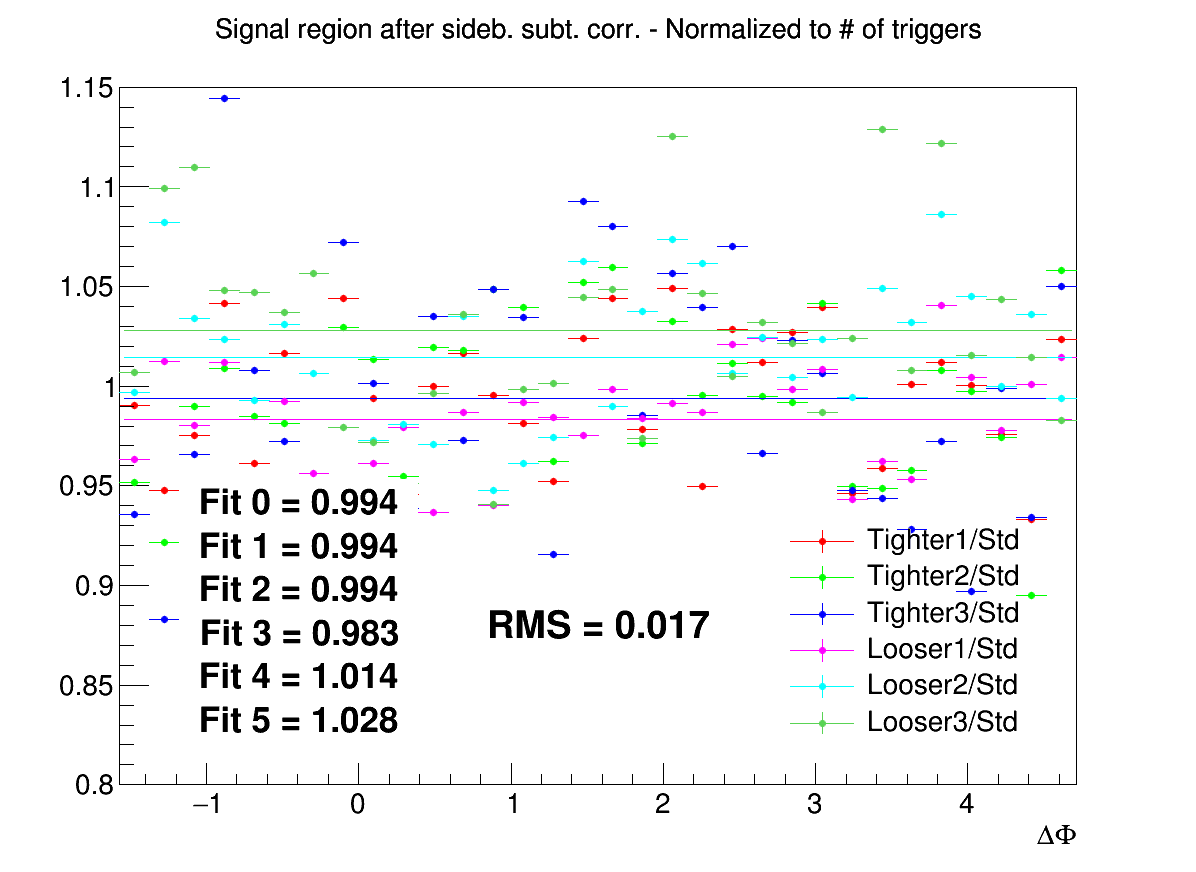 Signal region after sideb. subt. corr. - Normalized to # of triggers
1.15
1.1
1.05
1
0.95
0.9
0.85
0.8
Fit 0 = 0.994
Fit 1 = 0.994
Fit 2 = 0.994
Fit 3 = 0.983
Fit 4 = 1.014
Fit 5 = 1.028
RMS = 0.017
Tighter1/Std
Tighter2/Std
Tighter3/Std
Looser1/Std
Looser2/Std
Looser3/Std
−1 0 1 2 3 4
ΔΦ